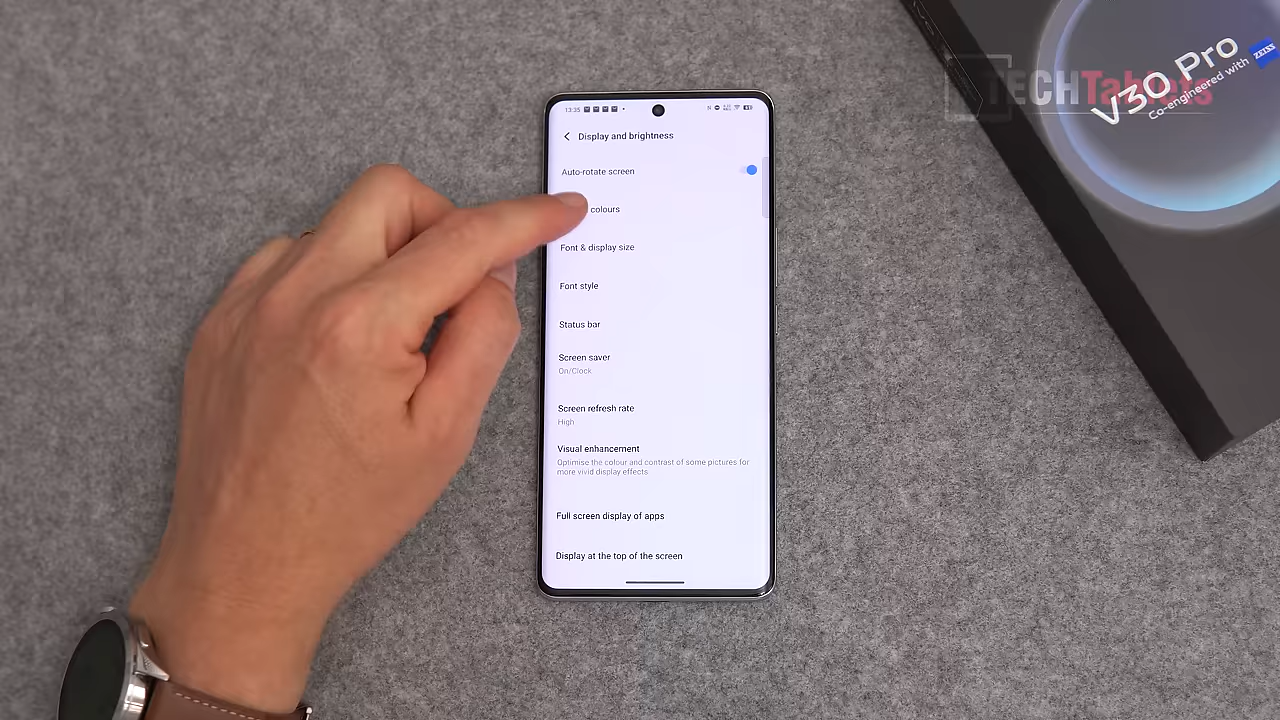 TECHTablets
V30 Pro
Co-engineered with
ZEISS
13:35
Display and brightness
Auto-rotate screen
colours
Font & display size
Font style
Status bar
Screen saver
On/Clock
Screen refresh rate
High
Visual enhancement
Optimise the colour and contrast of some pictures for
more vivid display effects
Full screen display of apps
Display at the top of the screen